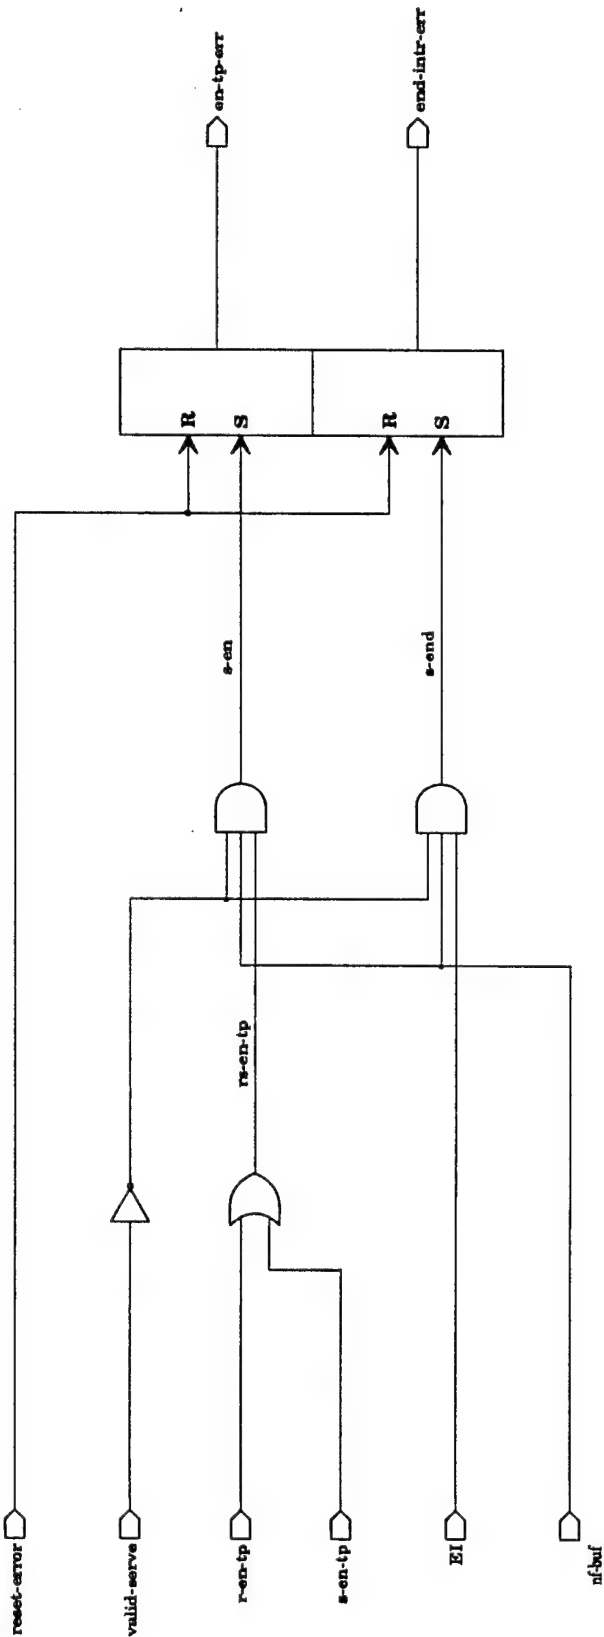 reset-error
valid-serve
r-en-tp
s-en-tp
EI
nf-buf
rs-en-tp
s-en
s-end
R
S
R
S
en-tp-err
end-intr-err